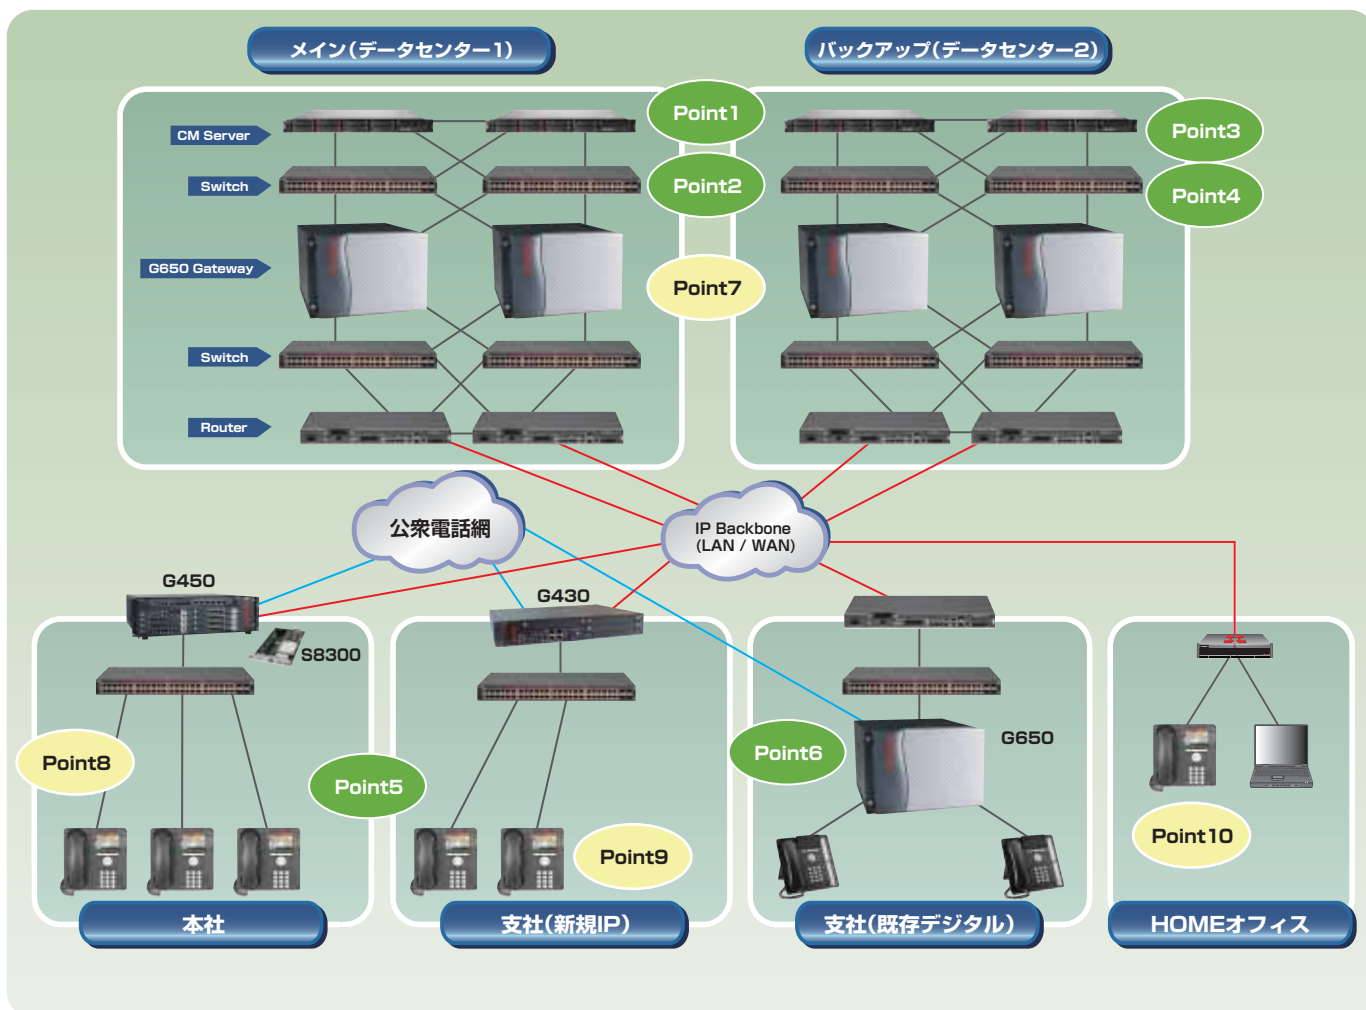 メイン(データセンター1)
バックアップ(データセンター2)
CM Server
Point1
Point3
Switch
Point2
Point4
G650 Gateway
Point7
Switch
Router
公衆電話網
IP Backbone
(LAN / WAN)
G450
G430
S8300
Point8
Point5
Point6
G650
Point9
Point10
本社
支社(新規IP)
支社(既存デジタル)
HOMEオフィス